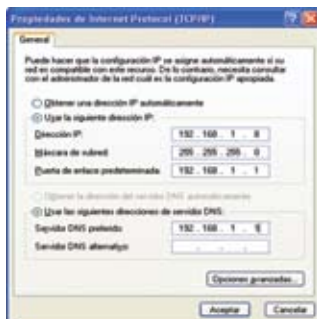 Propiedades de Internet Protocol (TCP/IP)
General
Puede hacer que la configuración IP se asigne automáticamente si su
red es compatible con este recurso. De lo contrario, necesita consultar
con el administrador de la red cuál es la configuración IP apropiada.
Obtener una dirección IP automáticamente
Usar la siguiente dirección IP:
Dirección IP: 192 . 168 . 1 . 8
Máscara de subred: 255 . 255 . 255 . 0
Puerta de enlace predeterminada: 192 . 168 . 1 . 1
Obtener la dirección del servidor DNS automáticamente
Usar las siguientes direcciones de servidor DNS:
Servidor DNS preferido: 192 . 168 . 1 . 1
Servidor DNS alternativo: . . .
Opciones avanzadas...
Aceptar Cancelar